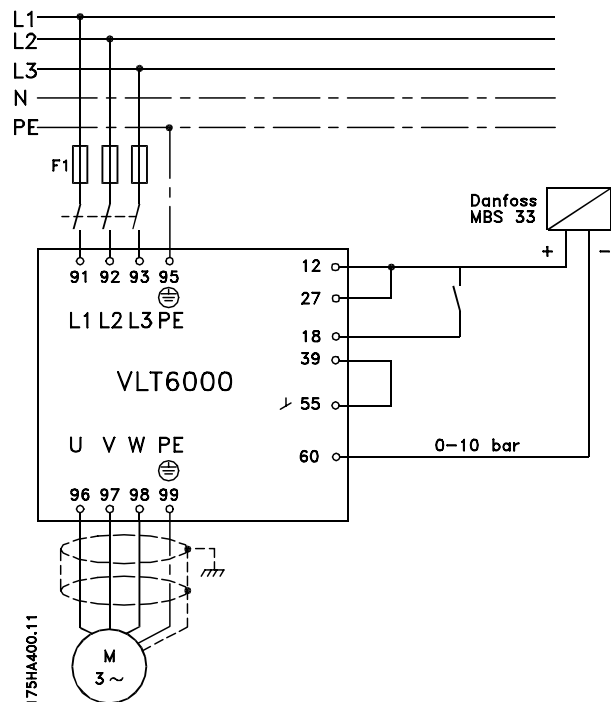 L1
L2
L3
N
PE
F1
Danfoss
MBS 33
+ −
91 92 93 95
L1 L2 L3 PE
12
27
18
39
55
60
VLT6000
0−10 bar
U V W PE
96 97 98 99
M
3~
175HA400.11